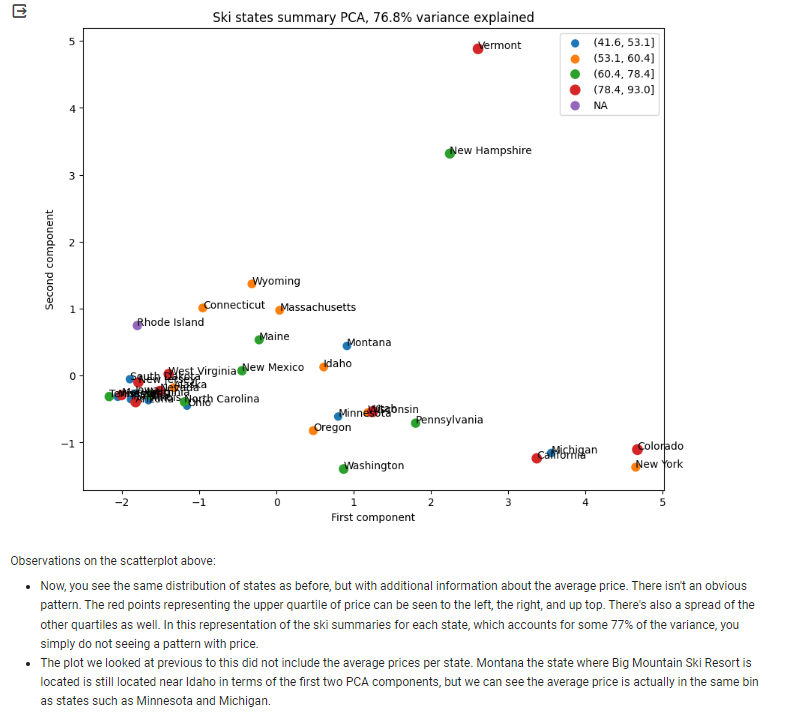 Ski states summary PCA, 76.8% variance explained
5
4
3
2
1
0
−1
Second component
−2
−1
0
1
2
3
4
5
First component
(41.6, 53.1]
(53.1, 60.4]
(60.4, 78.4]
(78.4, 93.0]
NA
Vermont
New Hampshire
Wyoming
Connecticut
Massachusetts
Rhode Island
Maine
Montana
Idaho
New Mexico
West Virginia
South Dakota
New Jersey
Nevada
North Carolina
Ohio
Minnesota
Wisconsin
Utah
Pennsylvania
Oregon
Washington
Michigan
California
Colorado
New York
Observations on the scatterplot above:
• Now, you see the same distribution of states as before, but with additional information about the average price. There isn't an obvious
pattern. The red points representing the upper quartile of price can be seen to the left, the right, and up top. There's also a spread of the
other quartiles as well. In this representation of the ski summaries for each state, which accounts for some 77% of the variance, you
simply do not seeing a pattern with price.
• The plot we looked at previous to this did not include the average prices per state. Montana the state where Big Mountain Ski Resort is
located is still located near Idaho in terms of the first two PCA components, but we can see the average price is actually in the same bin
as states such as Minnesota and Michigan.